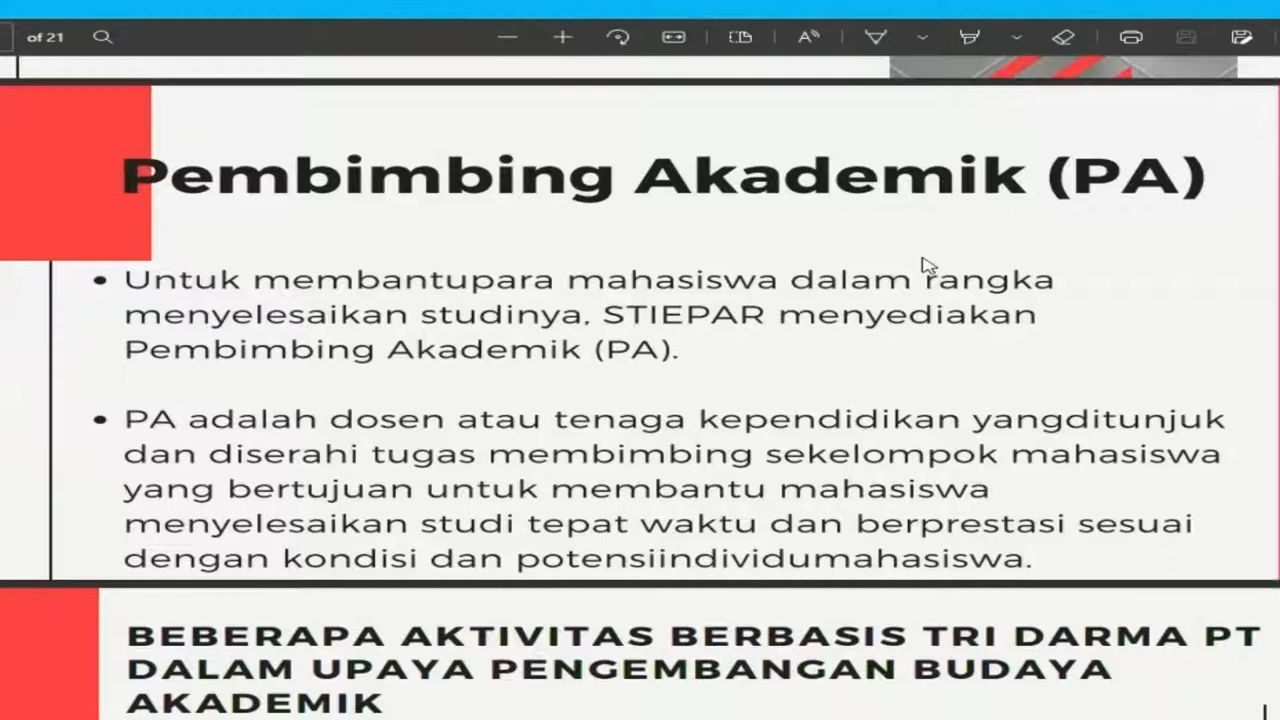 of 21
Pembimbing Akademik (PA)
• Untuk membantupara mahasiswa dalam rangka
menyelesaikan studinya, STIEPAR menyediakan
Pembimbing Akademik (PA).
• PA adalah dosen atau tenaga kependidikan yangditunjuk
dan diserahi tugas membimbing sekelompok mahasiswa
yang bertujuan untuk membantu mahasiswa
menyelesaikan studi tepat waktu dan berprestasi sesuai
dengan kondisi dan potensiindividumahasiswa.
BEBERAPA AKTIVITAS BERBASIS TRI DARMA PT
DALAM UPAYA PENGEMBANGAN BUDAYA
AKADEMIK